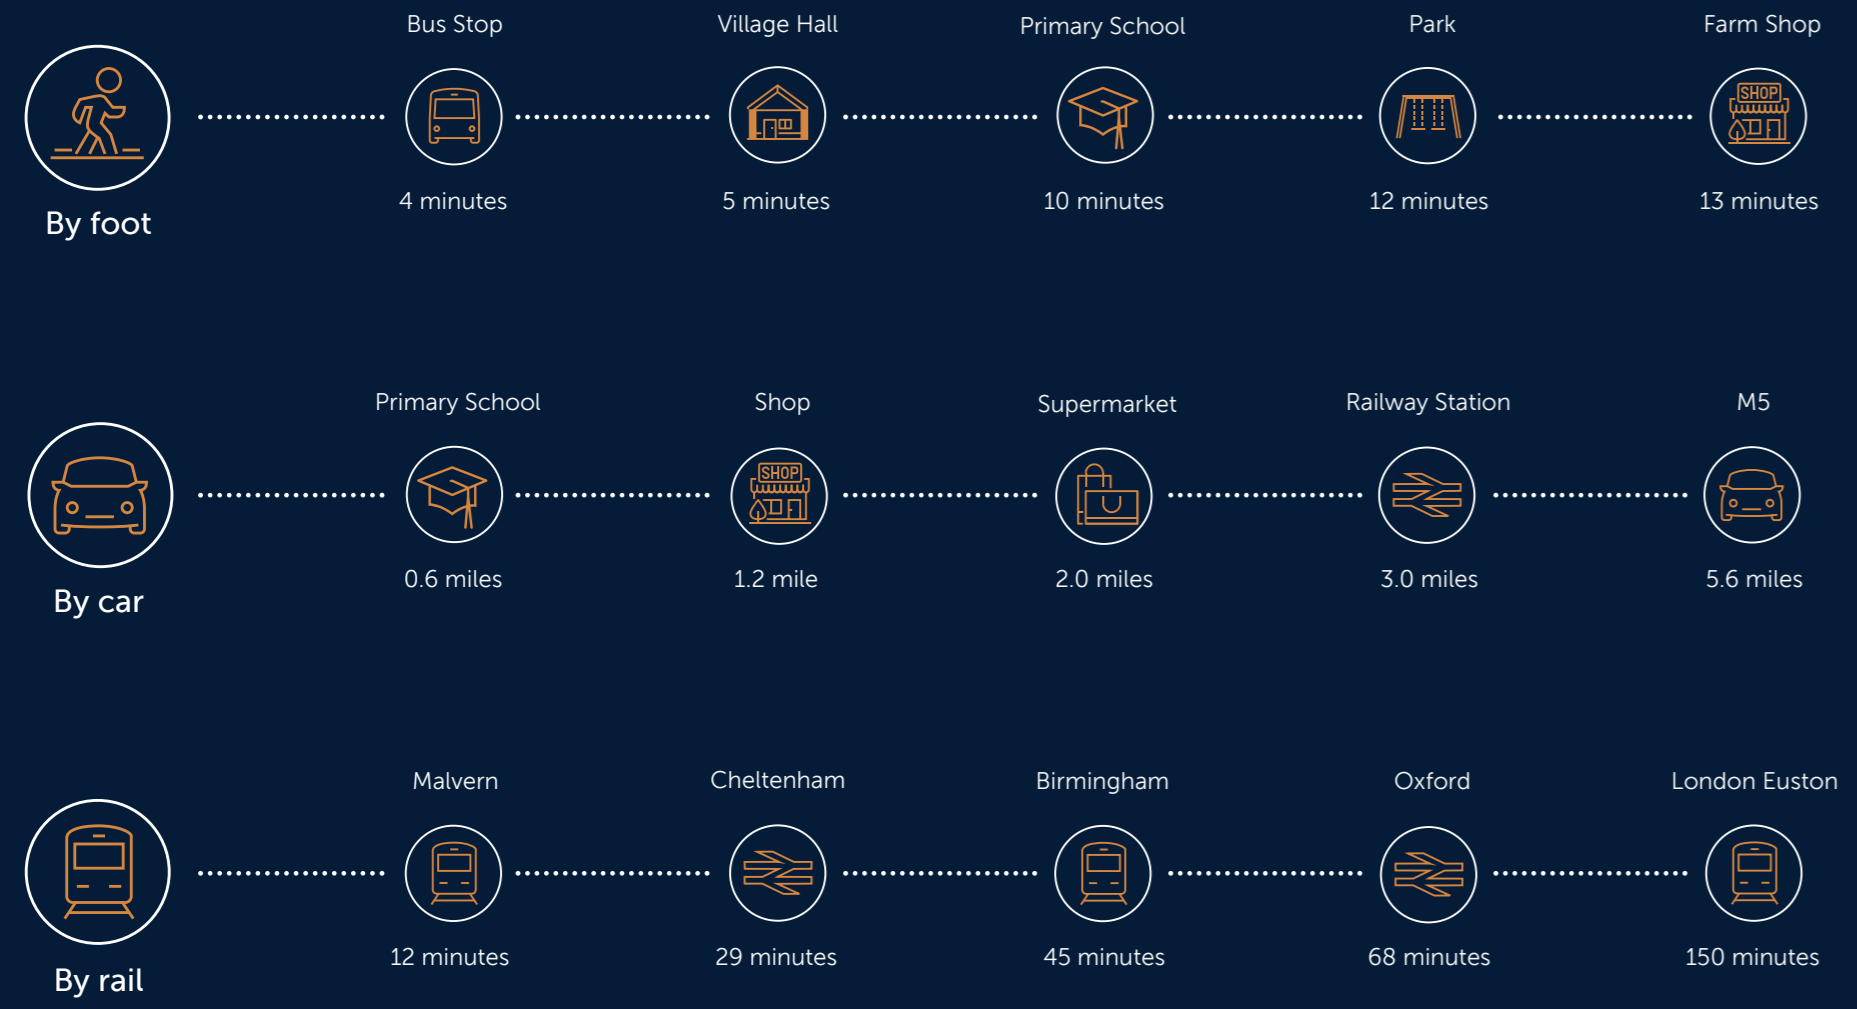 Bus Stop
Village Hall
Primary School
Park
Farm Shop
SHOP
4 minutes
5 minutes
10 minutes
12 minutes
13 minutes
By foot
Primary School
Shop
Supermarket
Railway Station
M5
SHOP
0.6 miles
1.2 mile
2.0 miles
3.0 miles
5.6 miles
By car
Malvern
Cheltenham
Birmingham
Oxford
London Euston
12 minutes
29 minutes
45 minutes
68 minutes
150 minutes
By rail